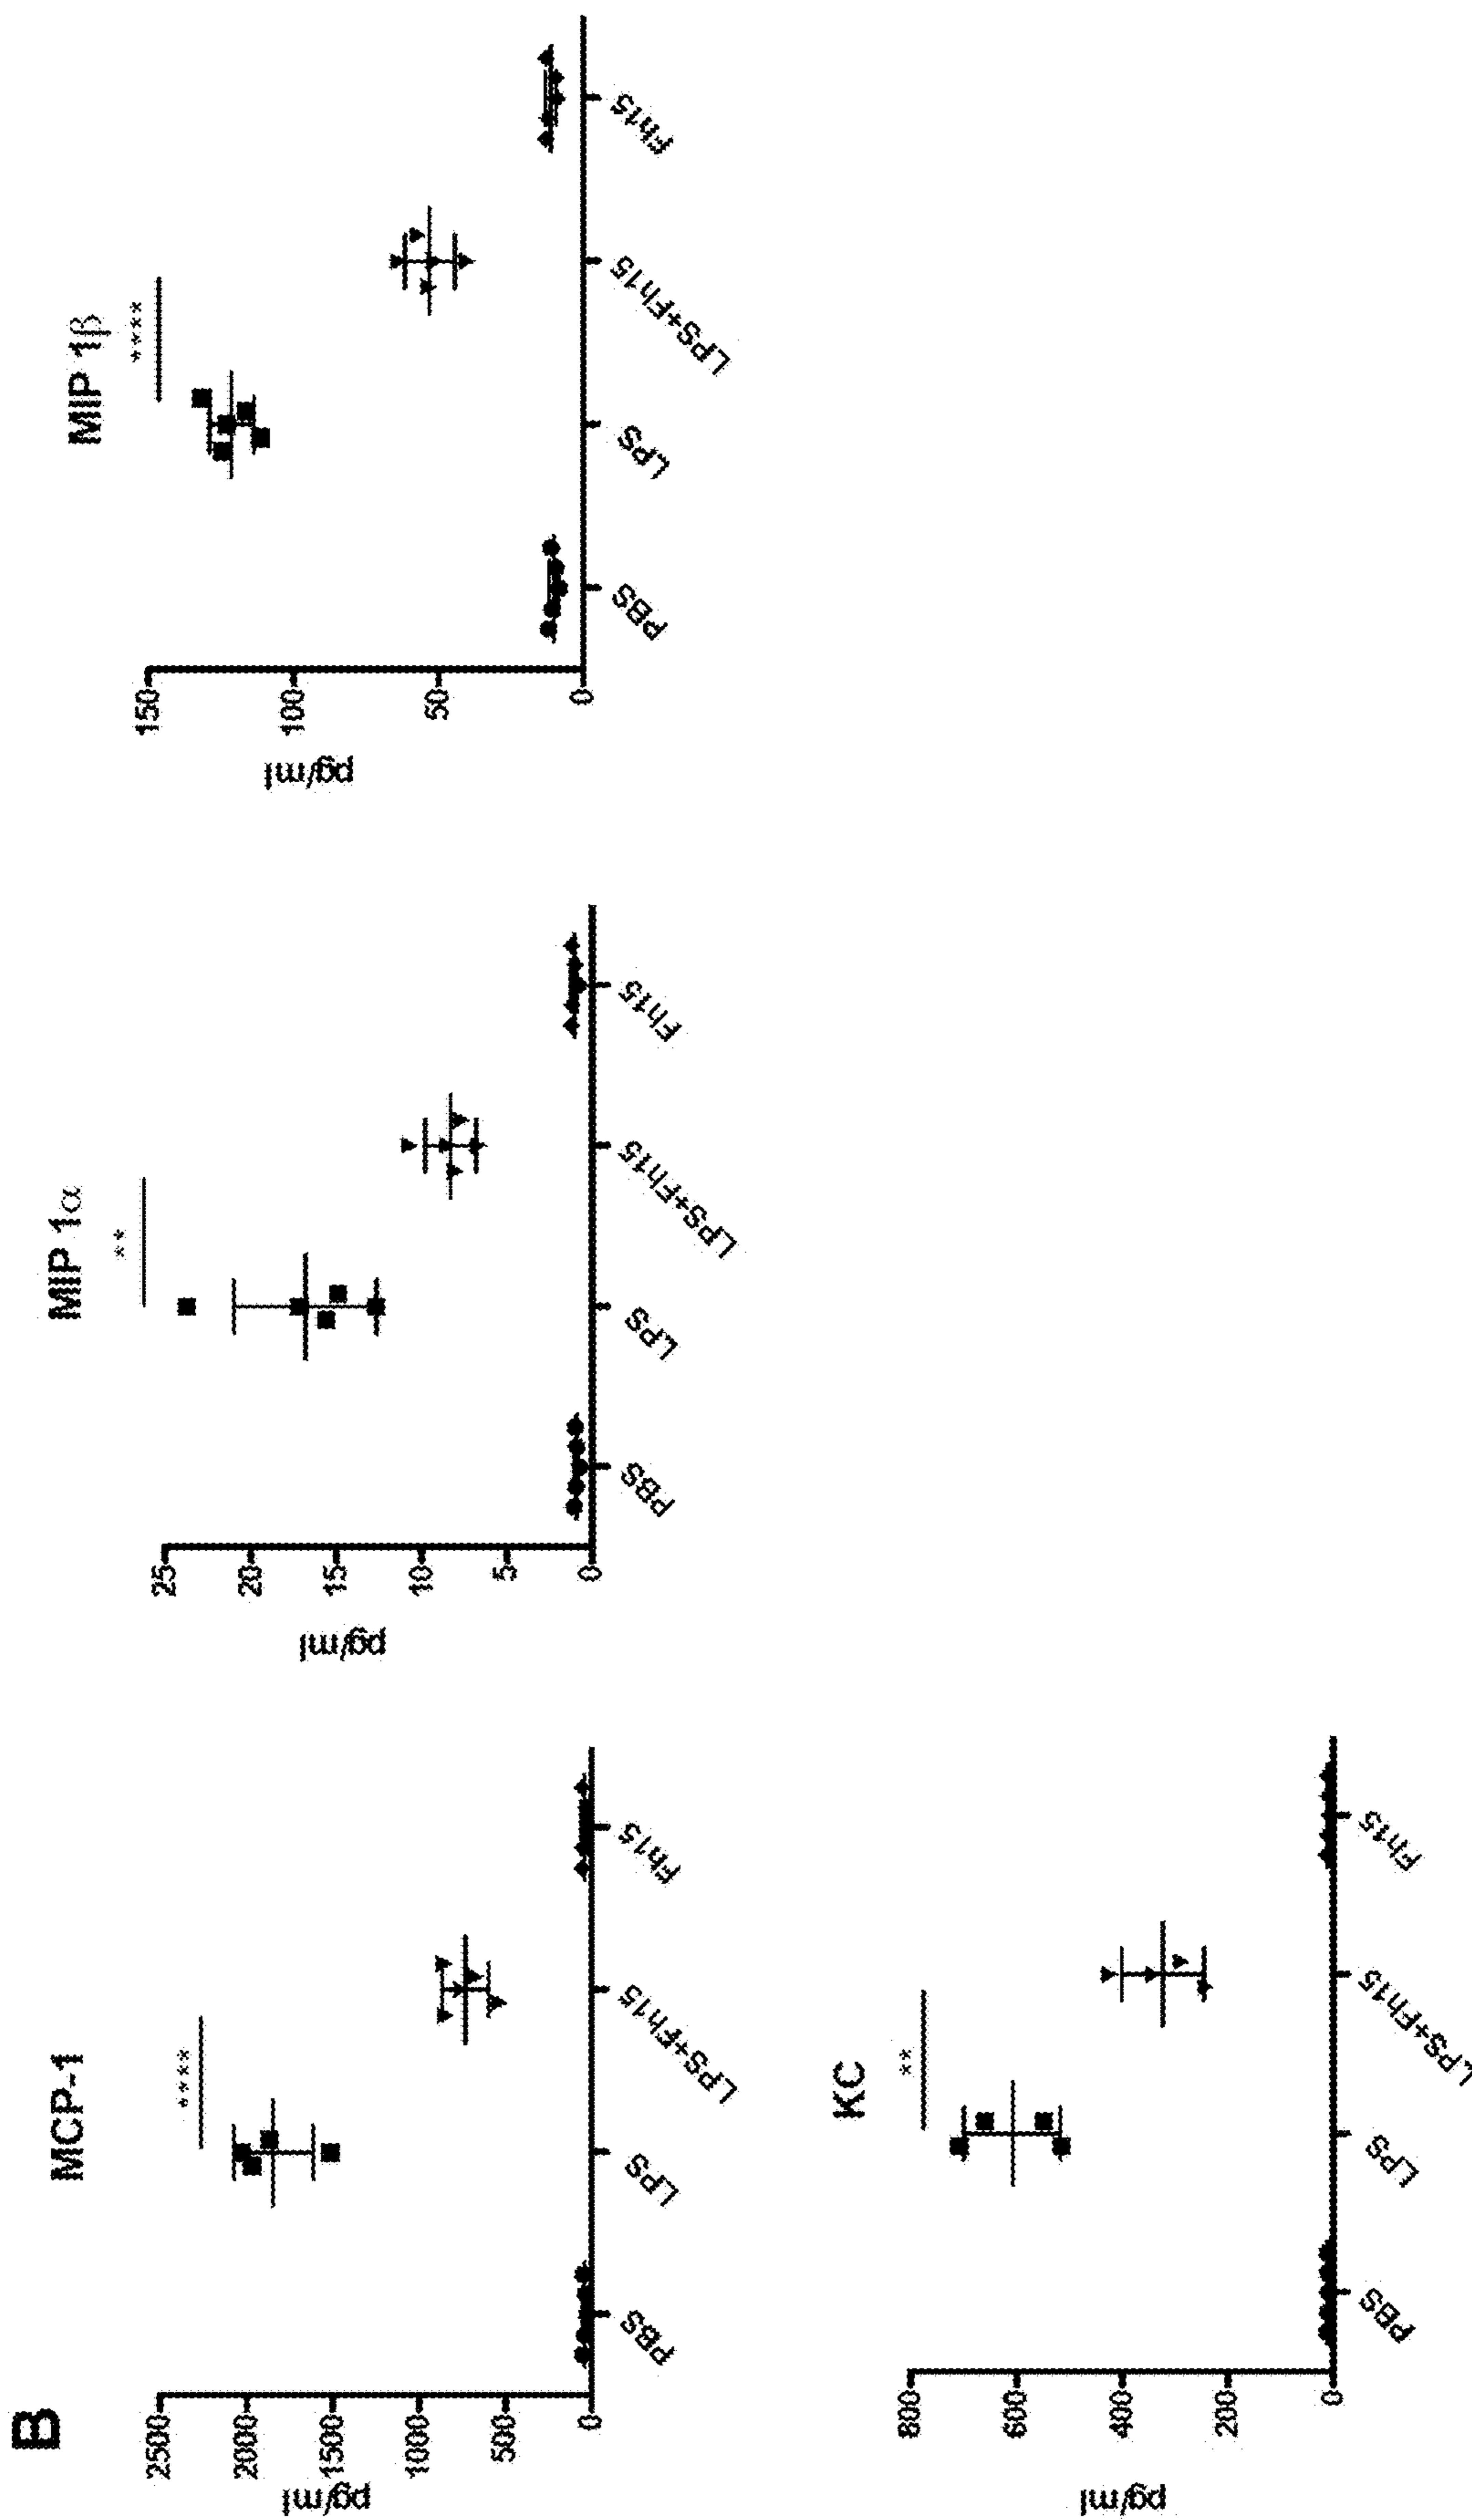 B
MCP-1
****
2500
2000
1500
1000
500
0
pg/ml
PBS
LPS
LPS+Fh15
Fh15
MIP 1α
**
25
20
15
10
5
0
pg/ml
PBS
LPS
LPS+Fh15
Fh15
MIP 1β
****
150
100
50
0
pg/ml
PBS
LPS
LPS+Fh15
Fh15
KC
**
800
600
400
200
0
pg/ml
PBS
LPS
LPS+Fh15
Fh15